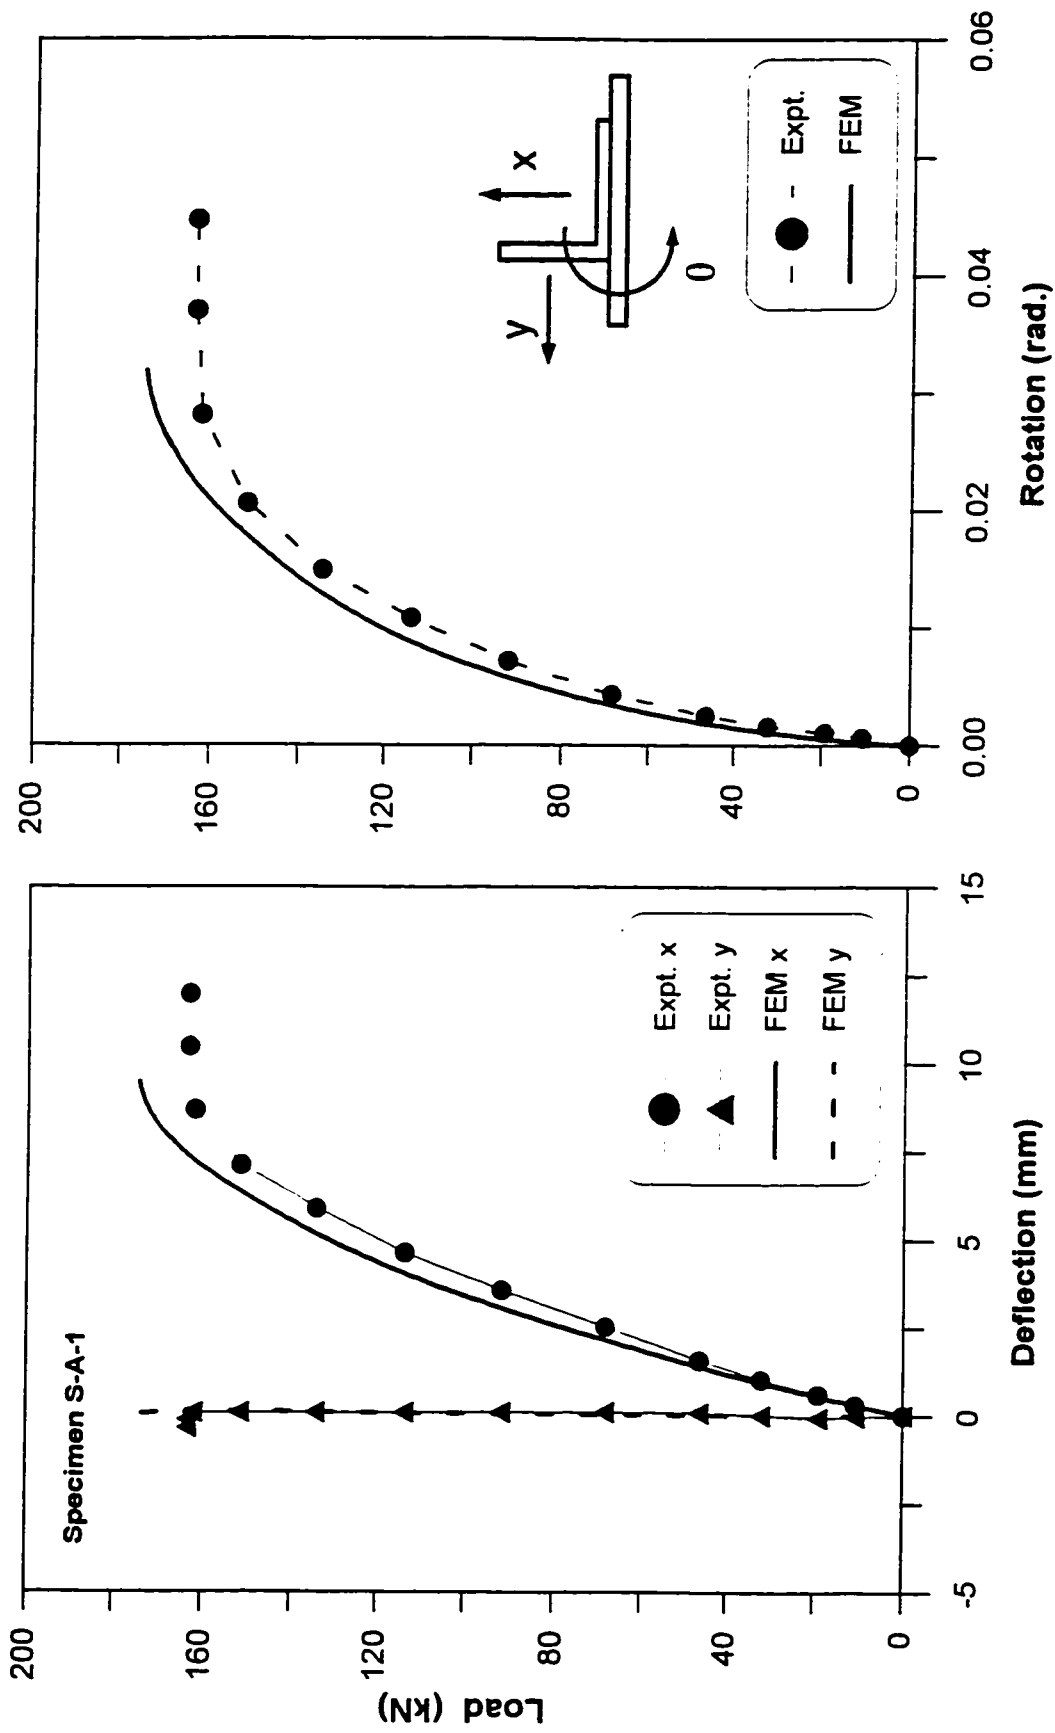 Specimen S-A-1
Load (kN)
200
160
120
80
40
0
-5
0
5
10
15
Deflection (mm)
Expt. x
Expt. y
FEM x
FEM y
200
160
120
80
40
0
0.00
0.02
0.04
0.06
Rotation (rad.)
y
x
θ
Expt.
FEM